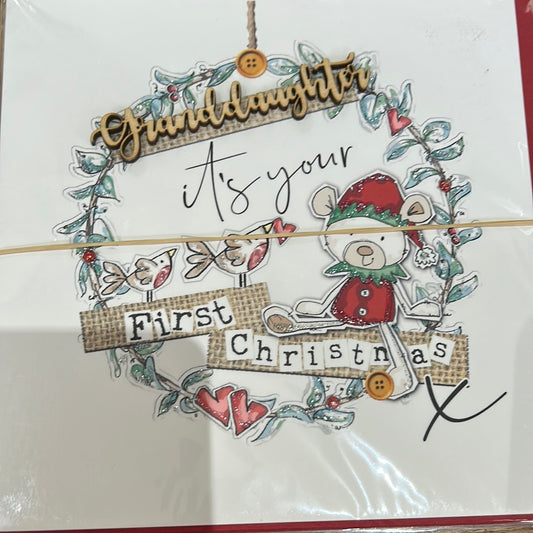 Granddaughter
it's your
First
Christmas
X